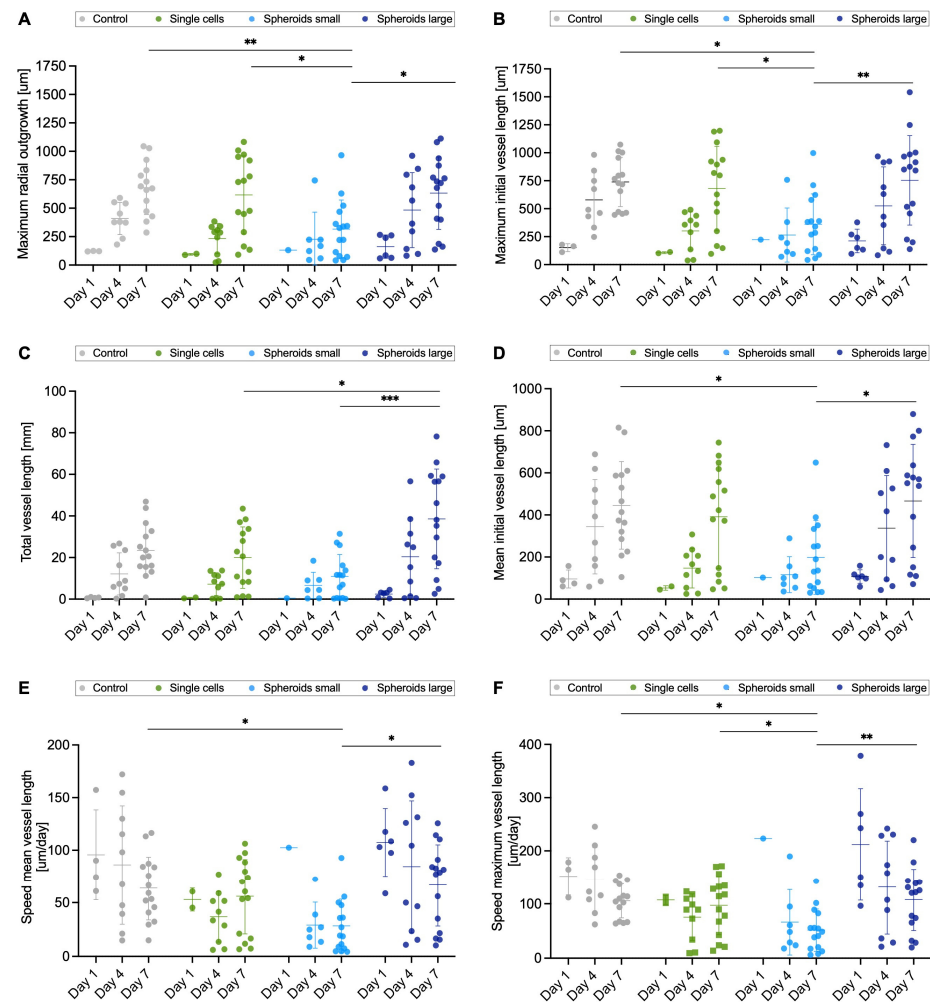 A
Control Single cells Spheroids small Spheroids large
** 
*
*
Maximum radial outgrowth [um]
1750
1500
1250
1000
750
500
250
0
Day 1 Day 4 Day 7 Day 1 Day 4 Day 7 Day 1 Day 4 Day 7 Day 1 Day 4 Day 7
B
Control Single cells Spheroids small Spheroids large
*
*
**
Maximum initial vessel length [um]
1750
1500
1250
1000
750
500
250
0
Day 1 Day 4 Day 7 Day 1 Day 4 Day 7 Day 1 Day 4 Day 7 Day 1 Day 4 Day 7
C
Control Single cells Spheroids small Spheroids large
*
***
Total vessel length [mm]
100
80
60
40
20
0
Day 1 Day 4 Day 7 Day 1 Day 4 Day 7 Day 1 Day 4 Day 7 Day 1 Day 4 Day 7
D
Control Single cells Spheroids small Spheroids large
*
*
Mean initial vessel length [um]
1000
800
600
400
200
0
Day 1 Day 4 Day 7 Day 1 Day 4 Day 7 Day 1 Day 4 Day 7 Day 1 Day 4 Day 7
E
Control Single cells Spheroids small Spheroids large
*
*
Speed mean vessel length
[um/day]
200
150
100
50
0
Day 1 Day 4 Day 7 Day 1 Day 4 Day 7 Day 1 Day 4 Day 7 Day 1 Day 4 Day 7
F
Control Single cells Spheroids small Spheroids large
*
*
**
Speed maximum vessel length
[um/day]
400
300
200
100
0
Day 1 Day 4 Day 7 Day 1 Day 4 Day 7 Day 1 Day 4 Day 7 Day 1 Day 4 Day 7